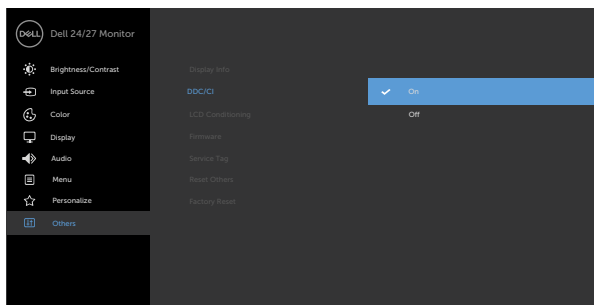 DELL Dell 24/27 Monitor
Brightness/Contrast
Input Source
Color
Display
Audio
Menu
Personalize
Others
Display Info
DDC/CI
LCD Conditioning
Firmware
Service Tag
Reset Others
Factory Reset
On
Off